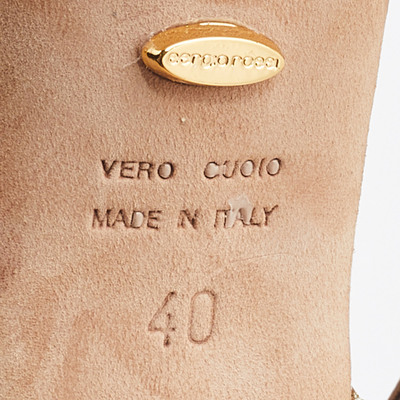 sergio rossi
VERO CUOIO
MADE IN ITALY
40